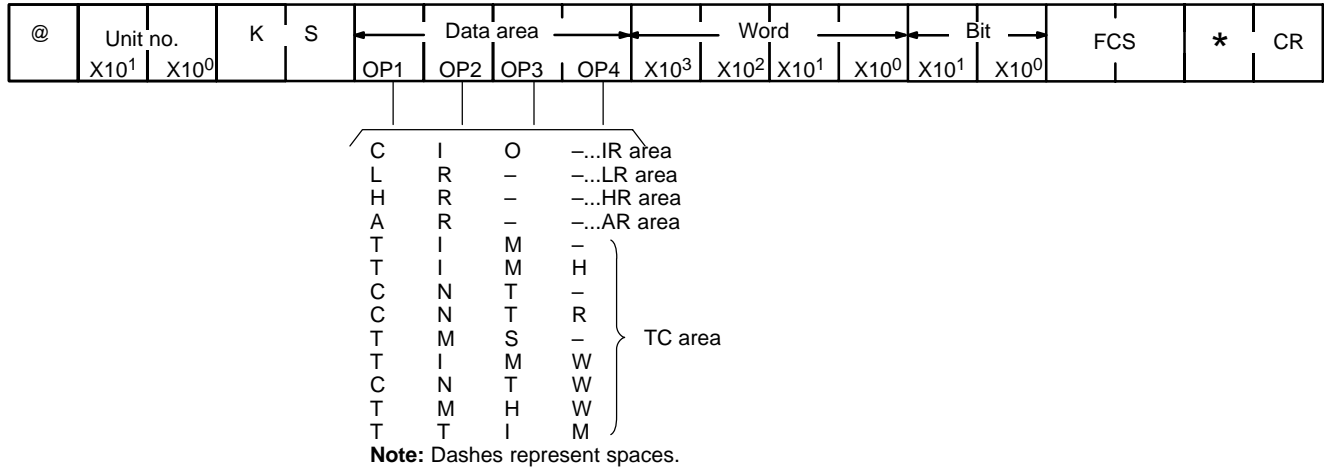 @ Unit no. K S Data area Word Bit FCS * CR
X10¹ X10⁰ OP1 OP2 OP3 OP4 X10³ X10² X10¹ X10⁰ X10¹ X10⁰
C I O –...IR area
L R – –...LR area
H R – –...HR area
A R – –...AR area
T I M –
T I M H
C N T –
C N T R
T M S – TC area
T I M W
C N T W
T M H W
T T I M
Note: Dashes represent spaces.